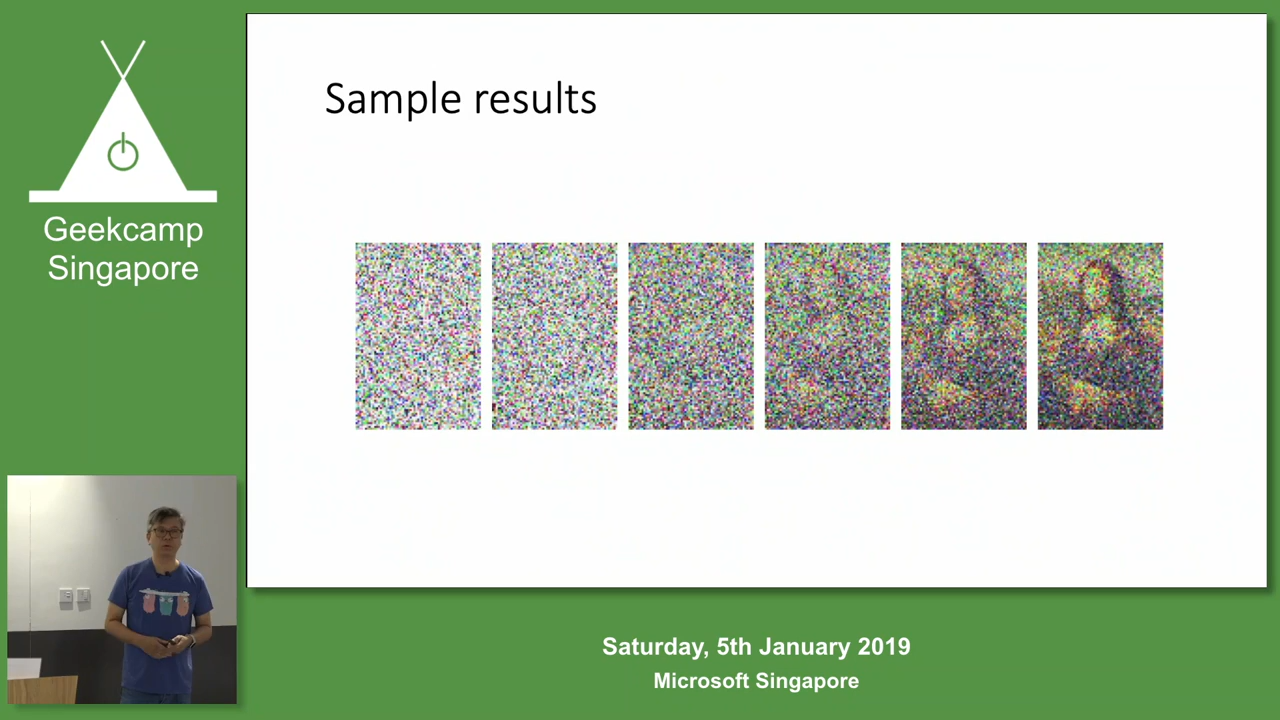 Geekcamp
Singapore
Sample results
Saturday, 5th January 2019
Microsoft Singapore